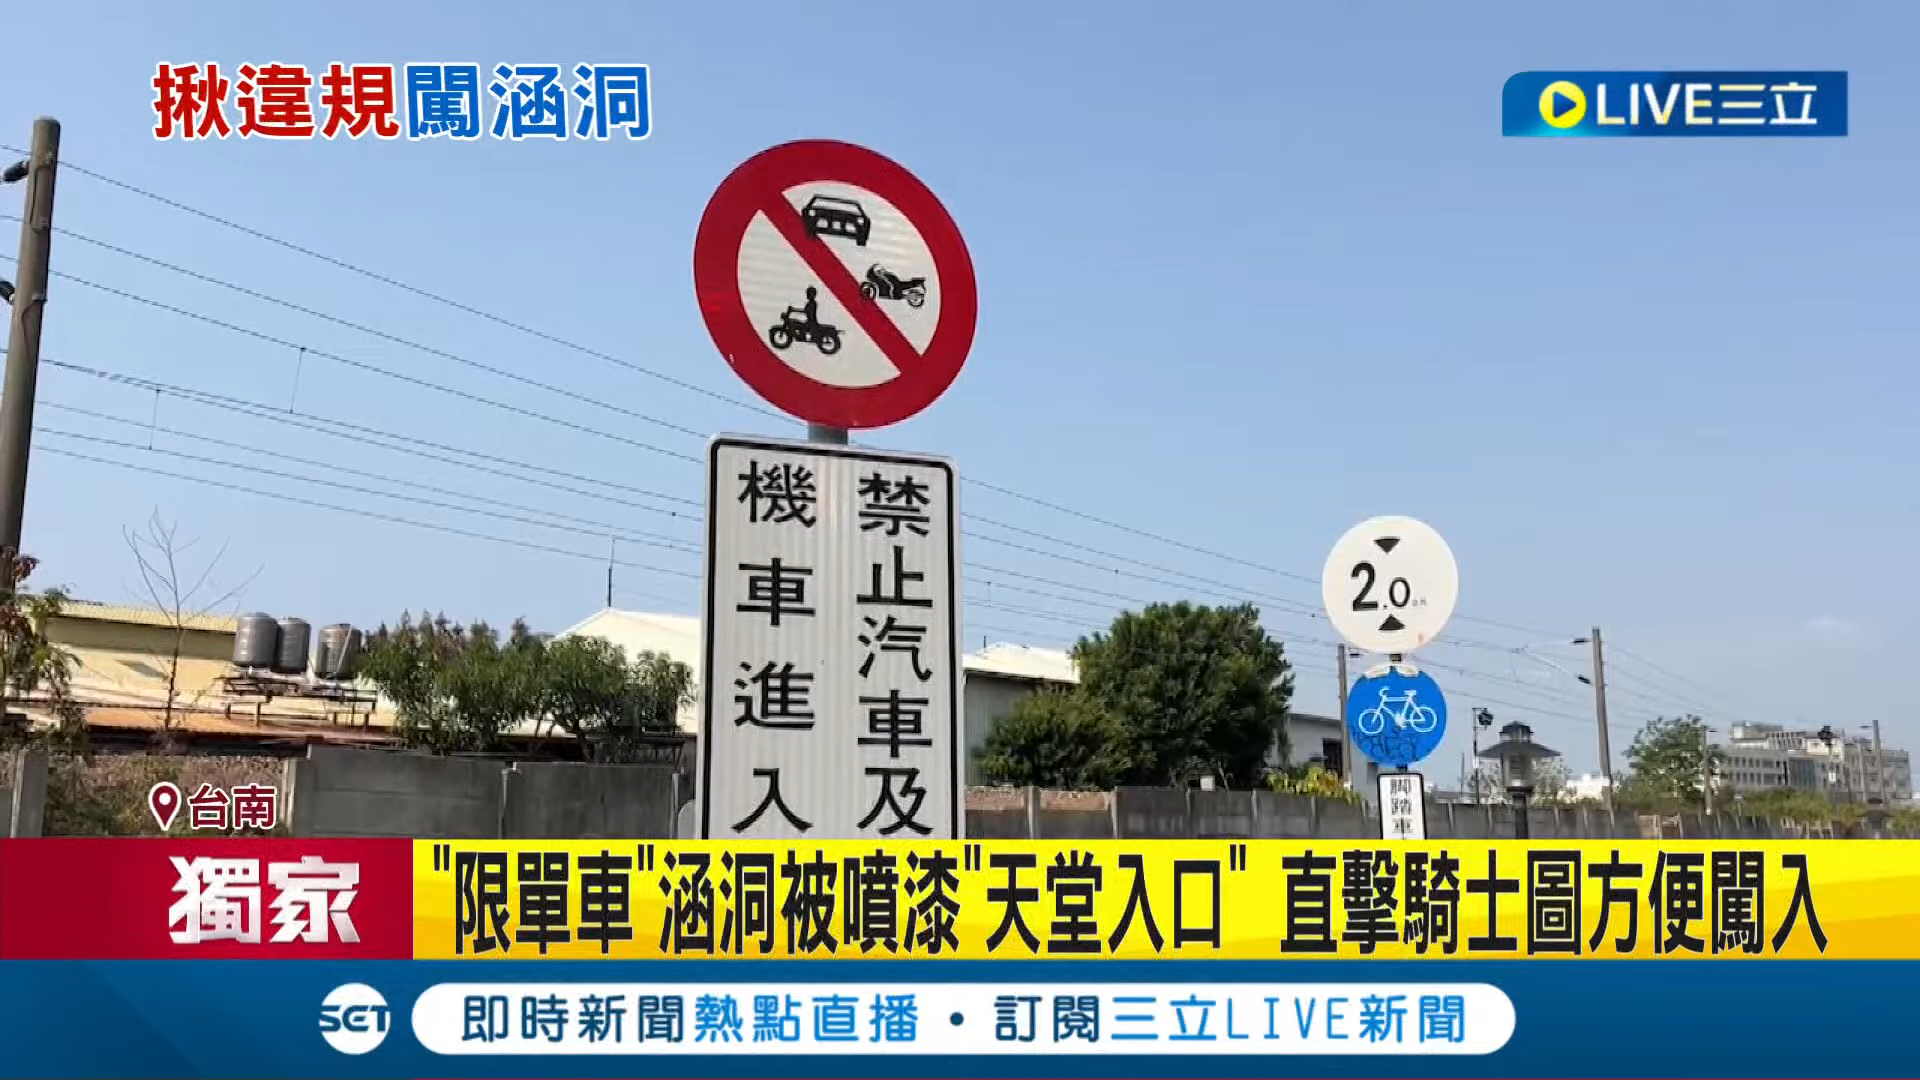 揪違規闖涵洞
LIVE三立
禁止汽車及
機車進入
2.0
腳踏車
台南
獨家
"限單車"涵洞被噴漆"天堂入口" 直擊騎士圖方便闖入
SET
即時新聞熱點直播・訂閱三立LIVE新聞